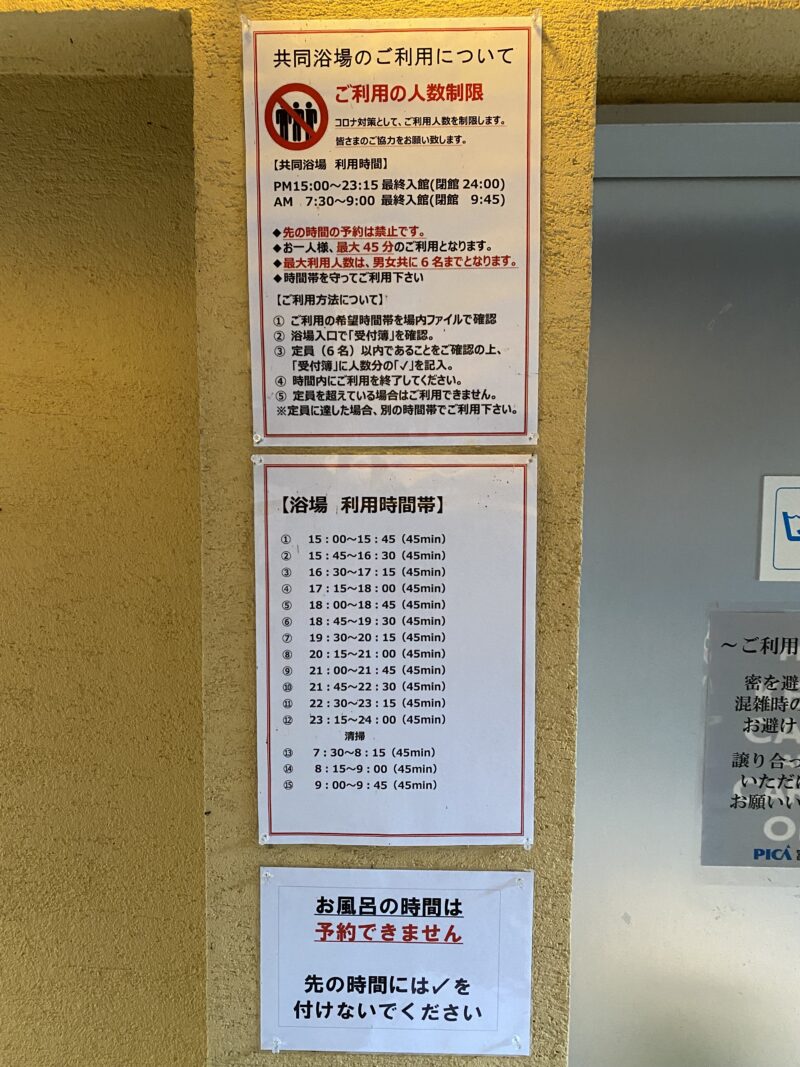 共同浴場のご利用について
ご利用の人数制限
コロナ対策として、ご利用人数を制限します。
皆さまのご協力をお願い致します。
【共同浴場 利用時間】
PM15:00～23:15 最終入館(閉館 24:00)
AM 7:30～9:00 最終入館(閉館 9:45)
◆先の時間の予約は禁止です。
◆お一人様、最大 45 分のご利用となります。
◆最大利用人数は、男女共に 6 名までとなります。
◆時間帯を守ってご利用下さい
【ご利用方法について】
① ご利用の希望時間帯を場内ファイルで確認
② 浴場入口で「受付簿」を確認。
③ 定員（6 名）以内であることをご確認の上、
「受付簿」に人数分の「✓」を記入。
④ 時間内にご利用を終了してください。
⑤ 定員を超えている場合はご利用できません。
※定員に達した場合、別の時間帯でご利用下さい。
【浴場 利用時間帯】
① 15：00～15：45（45min）
② 15：45～16：30（45min）
③ 16：30～17：15（45min）
④ 17：15～18：00（45min）
⑤ 18：00～18：45（45min）
⑥ 18：45～19：30（45min）
⑦ 19：30～20：15（45min）
⑧ 20：15～21：00（45min）
⑨ 21：00～21：45（45min）
⑩ 21：45～22：30（45min）
⑪ 22：30～23：15（45min）
⑫ 23：15～24：00（45min）
清掃
⑬ 7：30～8：15（45min）
⑭ 8：15～9：00（45min）
⑮ 9：00～9：45（45min）
お風呂の時間は
予約できません
先の時間には✓を
付けないでください
～ご利用
密を避
混雑時の
お避け
譲り合っ
いただ
お願いい
PICA